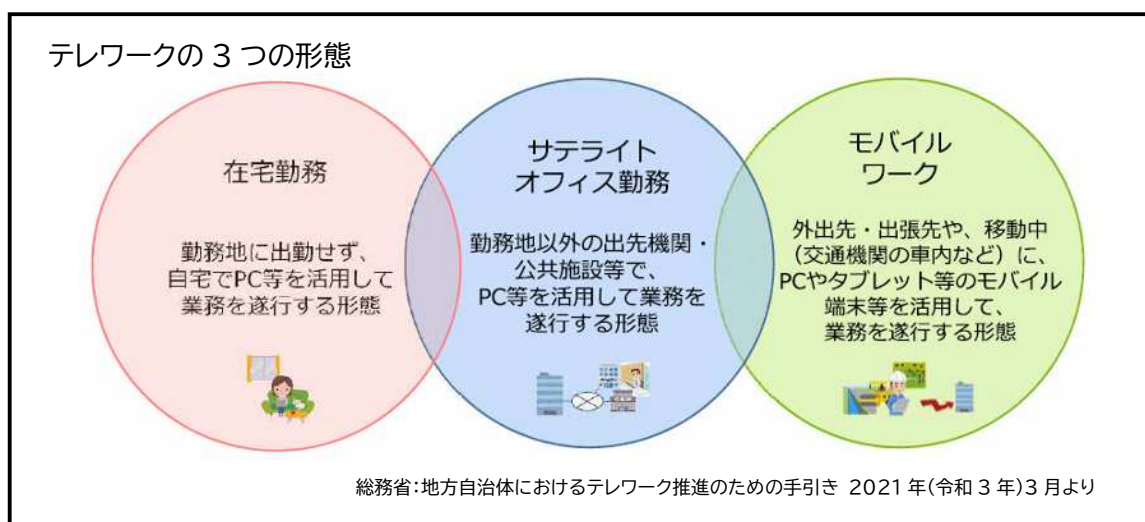 テレワークの 3 つの形態
在宅勤務
勤務地に出勤せず、
自宅でPC等を活用して
業務を遂行する形態
サテライト
オフィス勤務
勤務地以外の出先機関・
公共施設等で、
PC等を活用して業務を
遂行する形態
モバイル
ワーク
外出先・出張先や、移動中
（交通機関の車内など）に、
PCやタブレット等のモバイル
端末等を活用して、
業務を遂行する形態
総務省：地方自治体におけるテレワーク推進のための手引き 2021 年(令和 3 年)3 月より